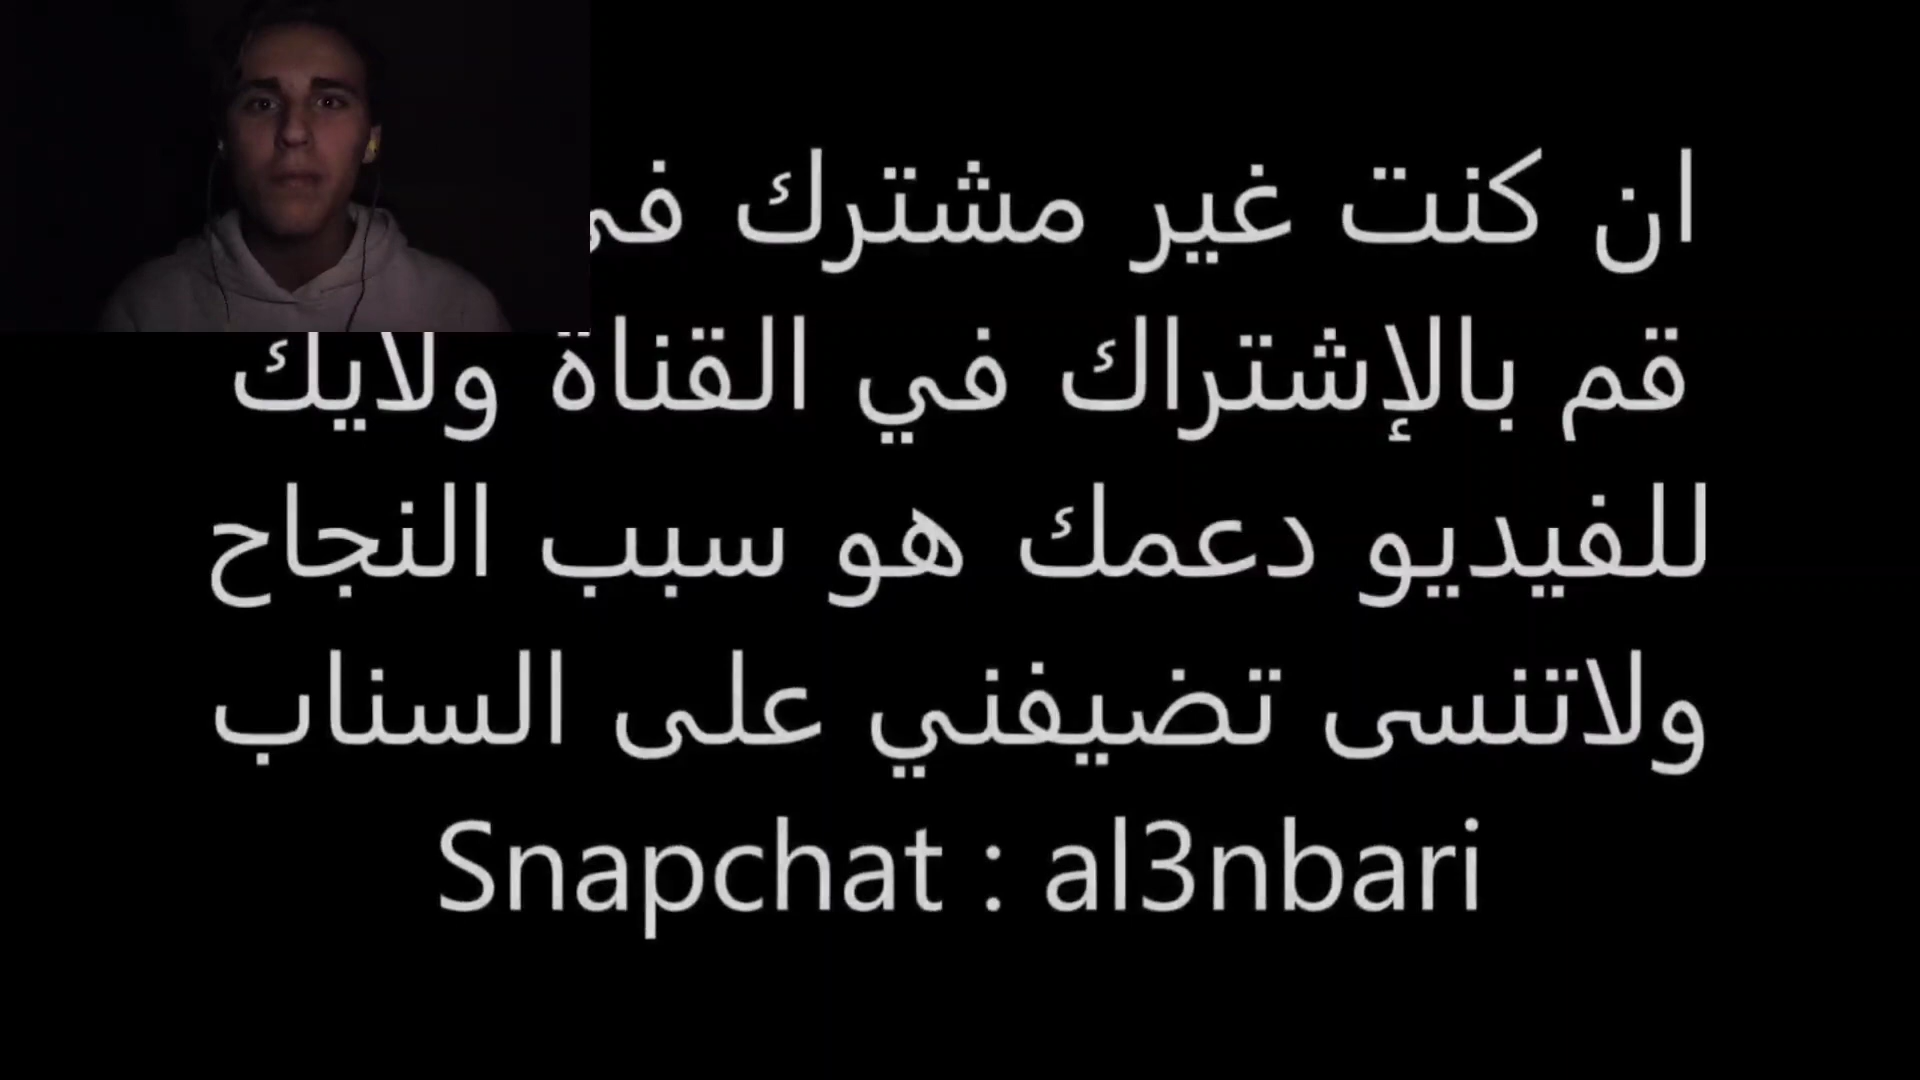 ان كنت غير مشترك
قم بالإشتراك في القناة ولايك
للفيديو دعمك هو سبب النجاح
ولاتنسى تضيفني على السناب
Snapchat : al3nbari